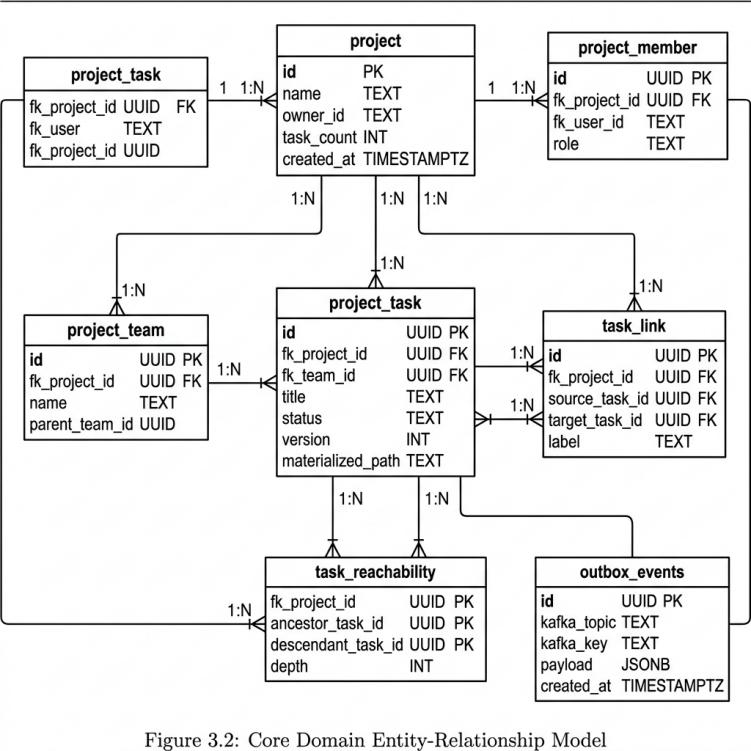 project
id PK
name TEXT
owner_id TEXT
task_count INT
created_at TIMESTAMPTZ
project_task
fk_project_id UUID FK
fk_user TEXT
fk_project_id UUID
project_member
id UUID PK
fk_project_id UUID FK
fk_user_id TEXT
role TEXT
1 1:N
1 1:N
1:N
1:N
1:N
1:N
1:N
1:N
project_team
id UUID PK
fk_project_id UUID FK
name TEXT
parent_team_id UUID
1:N
project_task
id UUID PK
fk_project_id UUID FK
fk_team_id UUID FK
title TEXT
status TEXT
version INT
materialized_path TEXT
1:N
1:N
task_link
id UUID PK
fk_project_id UUID FK
source_task_id UUID FK
target_task_id UUID FK
label TEXT
1:N
1:N
1:N
task_reachability
fk_project_id UUID PK
ancestor_task_id UUID PK
descendant_task_id UUID PK
depth INT
outbox_events
id UUID PK
kafka_topic TEXT
kafka_key TEXT
payload JSONB
created_at TIMESTAMPTZ
Figure 3.2: Core Domain Entity-Relationship Model